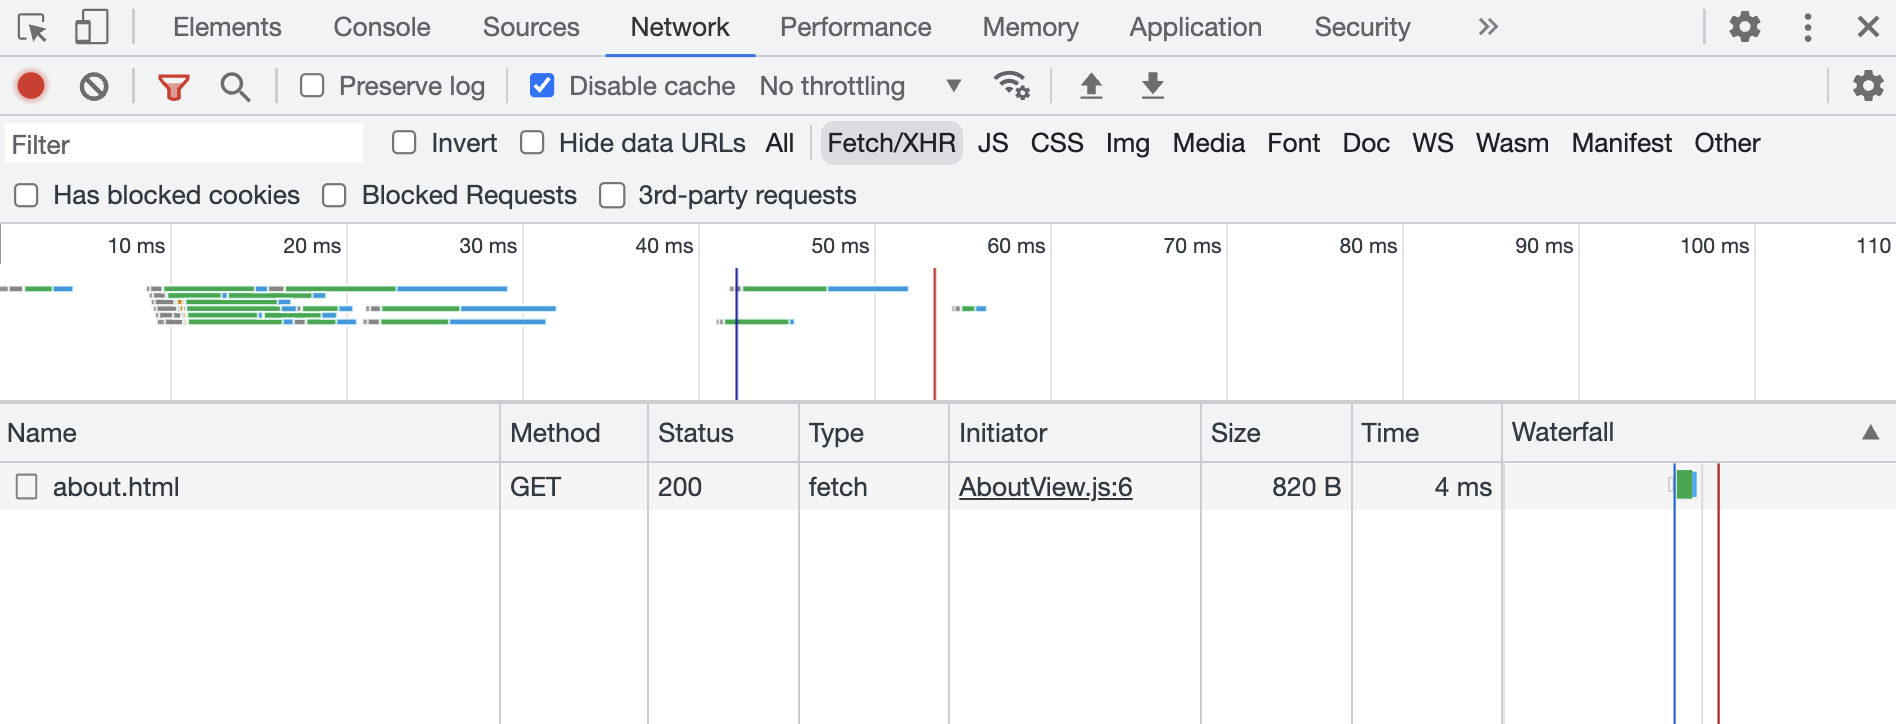 Elements Console Sources Network Performance Memory Application Security
Preserve log Disable cache No throttling
Filter Invert Hide data URLs All Fetch/XHR JS CSS Img Media Font Doc WS Wasm Manifest Other
Has blocked cookies Blocked Requests 3rd-party requests
10 ms 20 ms 30 ms 40 ms 50 ms 60 ms 70 ms 80 ms 90 ms 100 ms 110
Name Method Status Type Initiator Size Time Waterfall
about.html GET 200 fetch AboutView.js:6 820 B 4 ms